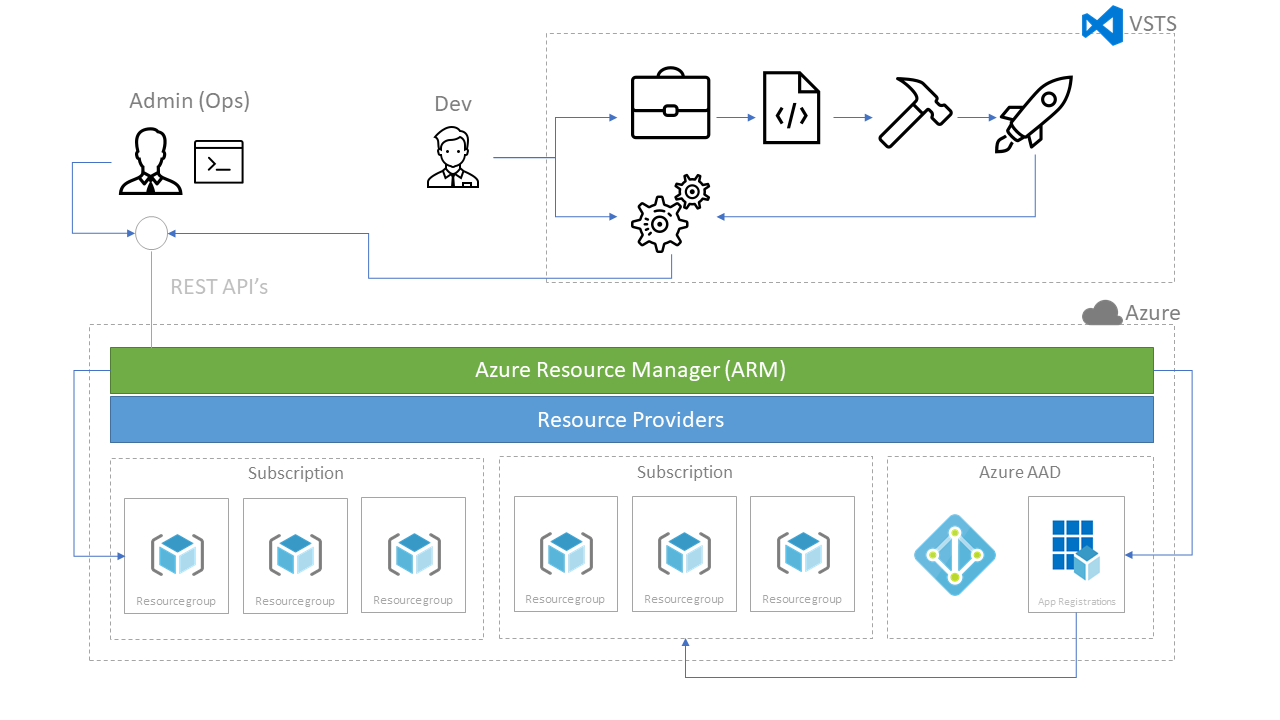 VSTS
Admin (Ops)
Dev
REST API's
Azure
Azure Resource Manager (ARM)
Resource Providers
Subscription
Subscription
Azure AAD
Resourcegroup
Resourcegroup
Resourcegroup
Resourcegroup
Resourcegroup
Resourcegroup
App Registrations